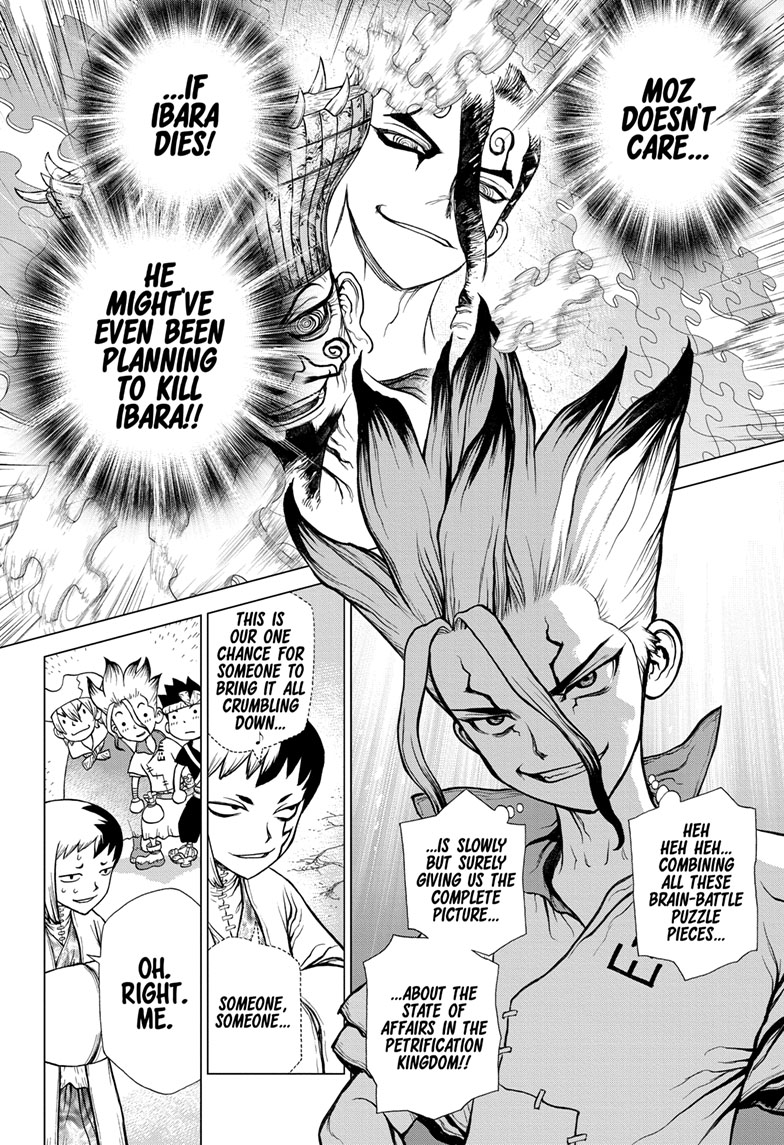 MOZ
DOESN'T
CARE...
...IF
IBARA
DIES!
HE
MIGHT'VE
EVEN BEEN
PLANNING
TO KILL
IBARA!!
HEH
HEH HEH...
COMBINING
ALL THESE
BRAIN-BATTLE
PUZZLE
PIECES...
...IS SLOWLY
BUT SURELY
GIVING US THE
COMPLETE
PICTURE...
...ABOUT THE
STATE OF
AFFAIRS IN THE
PETRIFICATION
KINGDOM!!
THIS IS
OUR ONE
CHANCE FOR
SOMEONE TO
BRING IT ALL
CRUMBLING
DOWN...
♪
SOMEONE,
SOMEONE...
OH.
RIGHT.
ME.